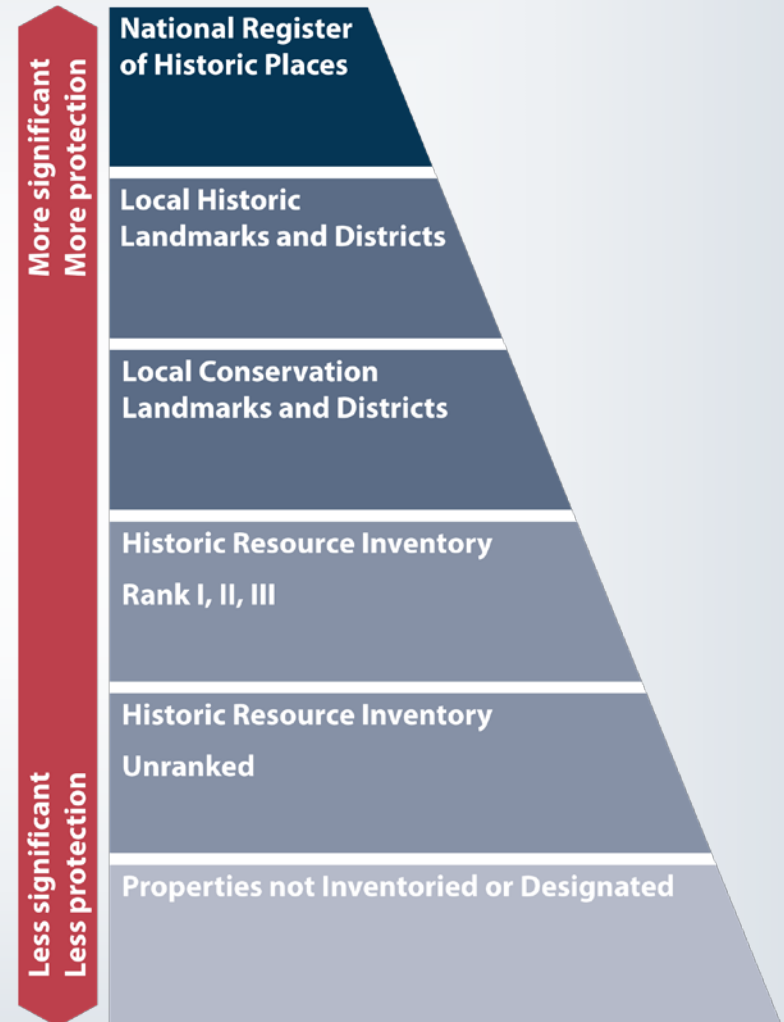 More significant
More protection
National Register
of Historic Places
Local Historic
Landmarks and Districts
Local Conservation
Landmarks and Districts
Historic Resource Inventory
Rank I, II, III
Historic Resource Inventory
Unranked
Less significant
Less protection
Properties not Inventoried or Designated